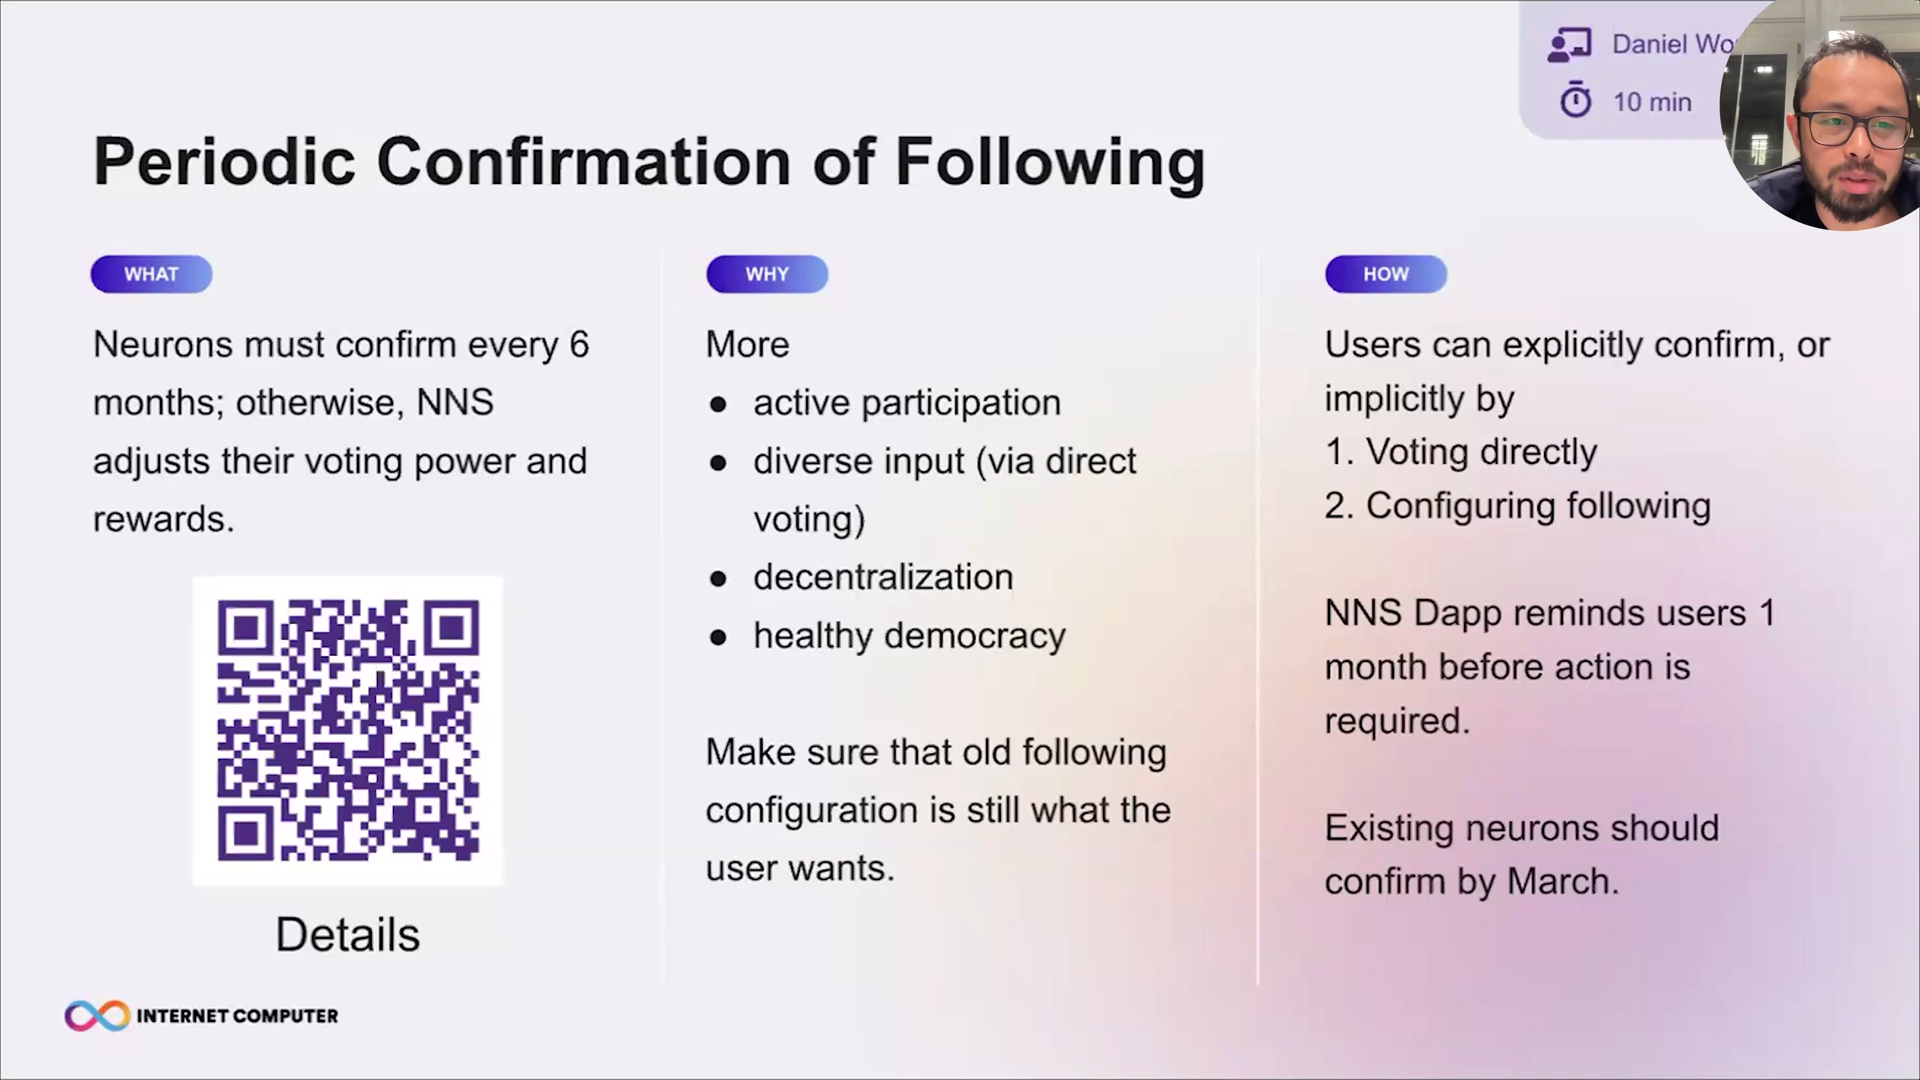 Daniel
10 min
Periodic Confirmation of Following
WHAT
Neurons must confirm every 6
months; otherwise, NNS
adjusts their voting power and
rewards.
Details
WHY
More
● active participation
● diverse input (via direct
voting)
● decentralization
● healthy democracy
Make sure that old following
configuration is still what the
user wants.
HOW
Users can explicitly confirm, or
implicitly by
1. Voting directly
2. Configuring following
NNS Dapp reminds users 1
month before action is
required.
Existing neurons should
confirm by March.
INTERNET COMPUTER